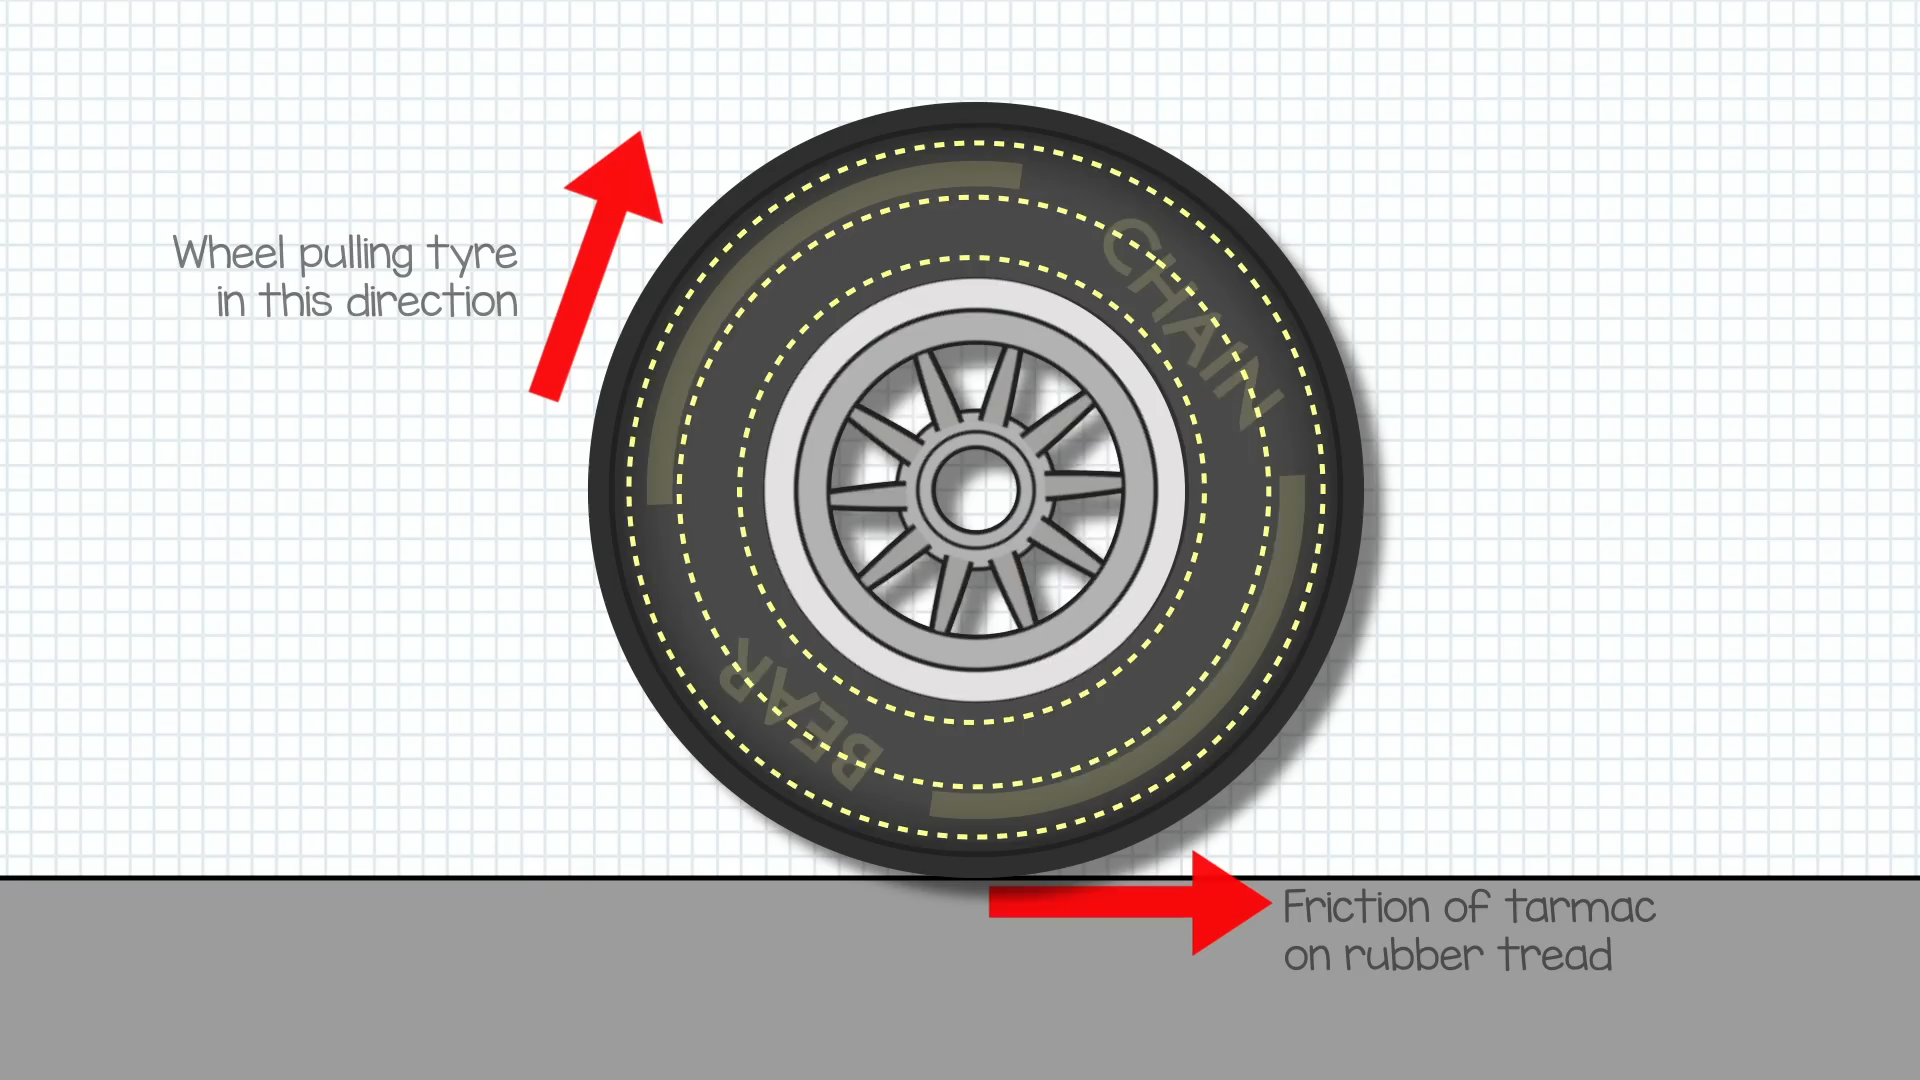 Wheel pulling tyre
in this direction
CHAIN
BEAR
Friction of tarmac
on rubber tread